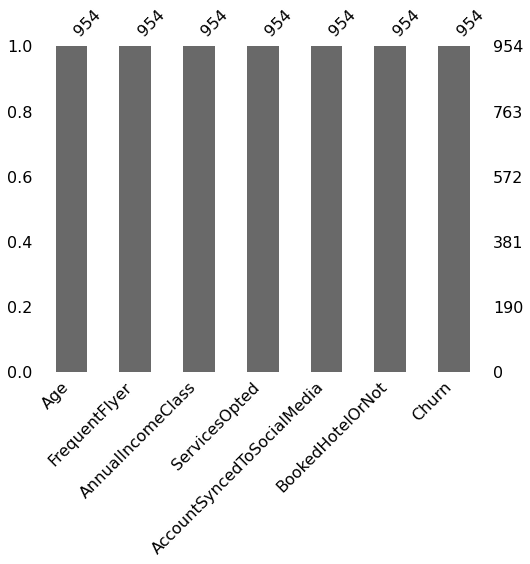 954 954 954 954 954 954 954
1.0 954
0.8 763
0.6 572
0.4 381
0.2 190
0.0 0
Age
FrequentFlyer
AnnualIncomeClass
ServicesOpted
AccountSyncedToSocialMedia
BookedHotelOrNot
Churn